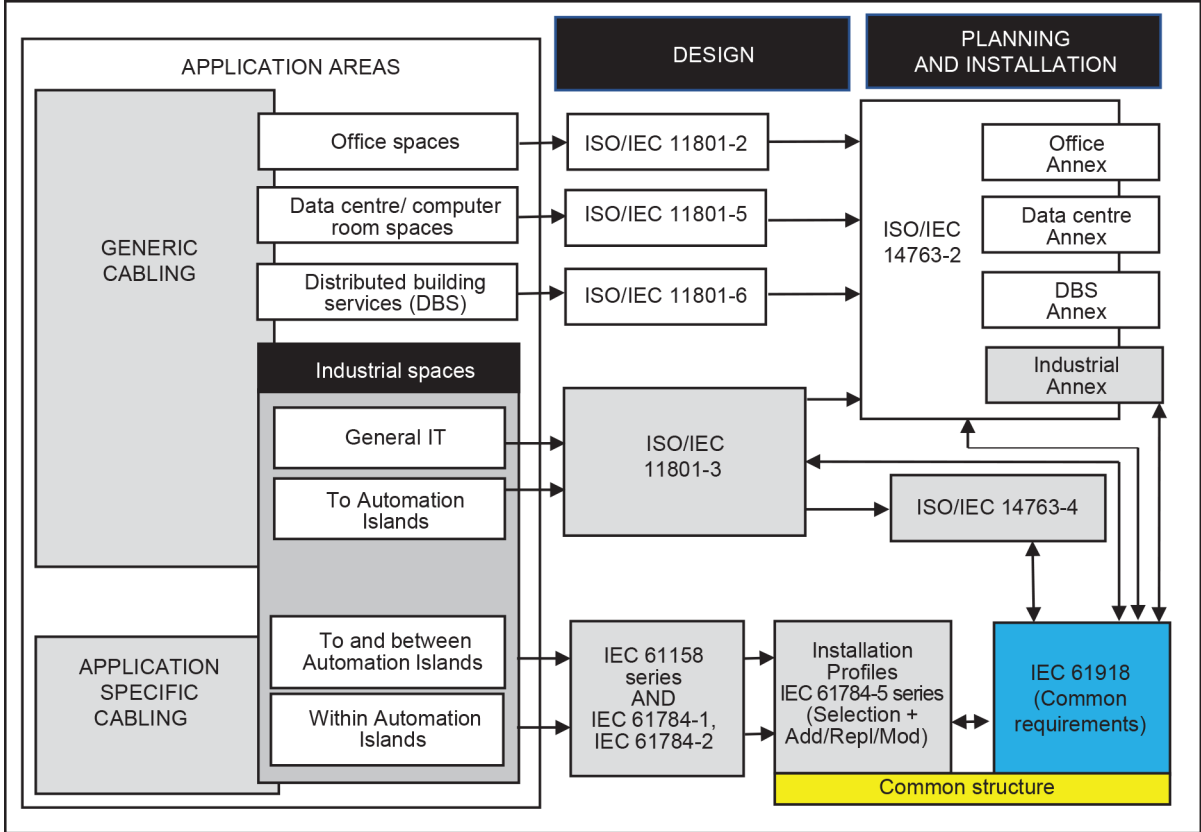 APPLICATION AREAS
DESIGN
PLANNING
AND INSTALLATION
GENERIC
CABLING
Office spaces
ISO/IEC 11801-2
Data centre/ computer
room spaces
ISO/IEC 11801-5
Distributed building
services (DBS)
ISO/IEC 11801-6
ISO/IEC
14763-2
Office
Annex
Data centre
Annex
DBS
Annex
Industrial
Annex
Industrial spaces
General IT
To Automation
Islands
ISO/IEC
11801-3
ISO/IEC 14763-4
APPLICATION
SPECIFIC
CABLING
To and between
Automation Islands
Within Automation
Islands
IEC 61158
series
AND
IEC 61784-1,
IEC 61784-2
Installation
Profiles
IEC 61784-5 series
(Selection +
Add/Repl/Mod)
IEC 61918
(Common
requirements)
Common structure